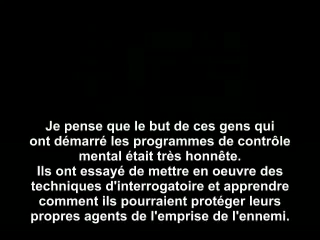 Je pense que le but de ces gens qui
ont démarré les programmes de contrôle
mental était très honnête.
Ils ont essayé de mettre en oeuvre des
techniques d'interrogatoire et apprendre
comment ils pourraient protéger leurs
propres agents de l'emprise de l'ennemi.